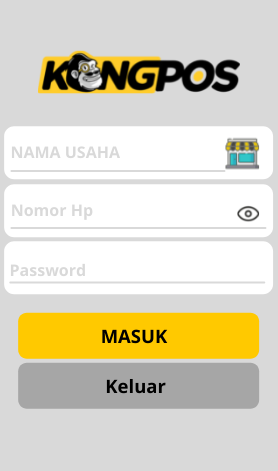 KONGPOS
NAMA USAHA
Nomor Hp
Password
MASUK
Keluar